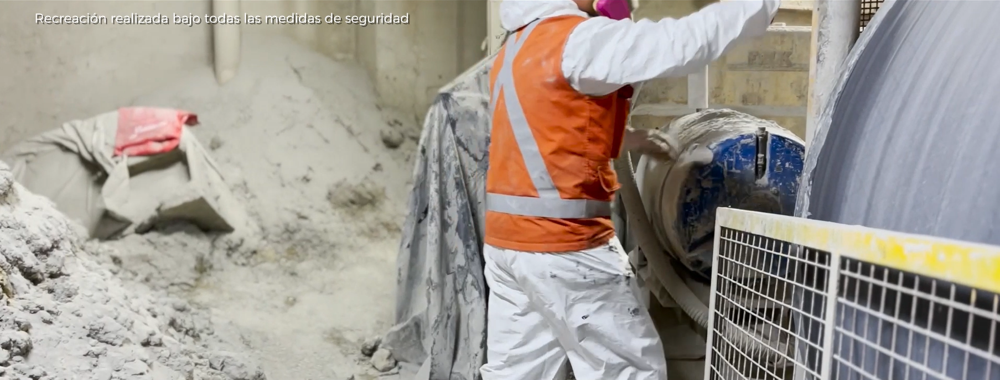 Recreación realizada bajo todas las medidas de seguridad